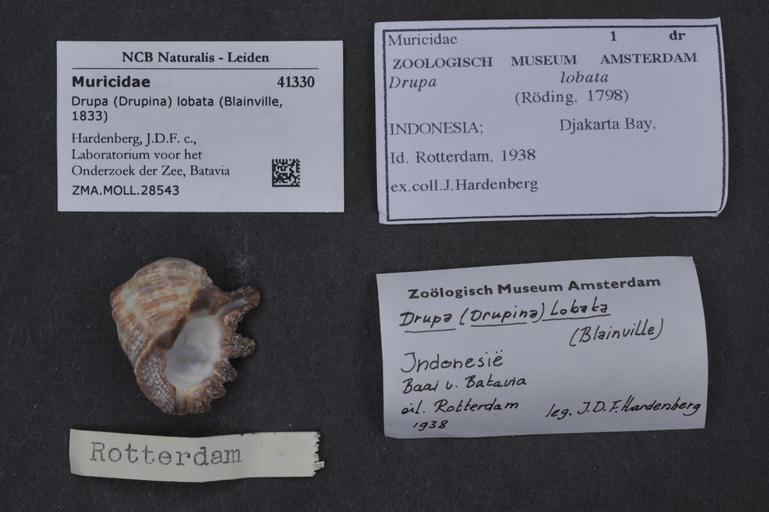 NCB Naturalis - Leiden
Muricidae 41330
Drupa (Drupina) lobata (Blainville,
1833)
Hardenberg, J.D.F. c.,
Laboratorium voor het
Onderzoek der Zee, Batavia
ZMA.MOLL.28543
Muricidae 1 dr
ZOOLOGISCH MUSEUM AMSTERDAM
Drupa lobata
(Röding, 1798)
INDONESIA; Djakarta Bay,
Id. Rotterdam, 1938
ex.coll.J.Hardenberg
Zoölogisch Museum Amsterdam
Drupa (Drupina) Lobata
(Blainville)
Indonesië
Baai v. Batavia
eil. Rotterdam leg. J.D.F. Hardenberg
1938
Rotterdam